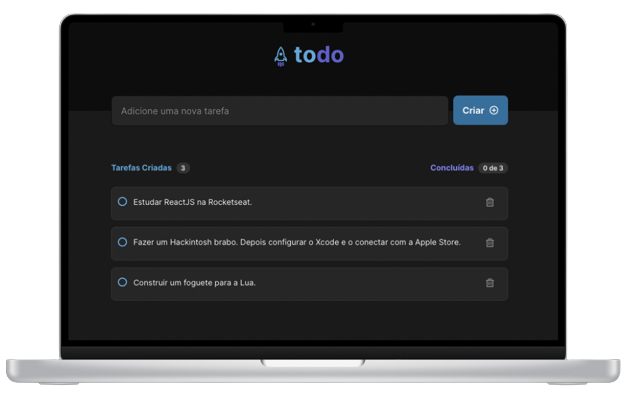 todo
Adicione uma nova tarefa
Criar
Tarefas Criadas 3
Concluídas 0 de 3
Estudar ReactJS na Rocketseat.
Fazer um Hackintosh brabo. Depois configurar o Xcode e o conectar com a Apple Store.
Construir um foguete para a Lua.